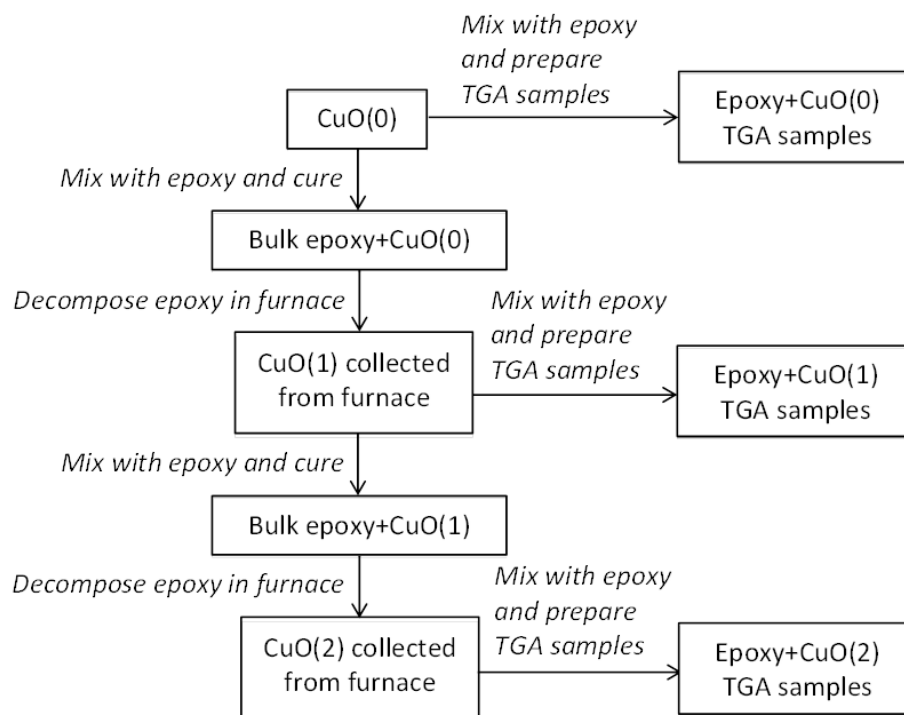 Mix with epoxy
and prepare
TGA samples
CuO(0)
Epoxy+CuO(0)
TGA samples
Mix with epoxy and cure
Bulk epoxy+CuO(0)
Decompose epoxy in furnace
Mix with epoxy
and prepare
TGA samples
CuO(1) collected
from furnace
Epoxy+CuO(1)
TGA samples
Mix with epoxy and cure
Bulk epoxy+CuO(1)
Decompose epoxy in furnace
Mix with epoxy
and prepare
TGA samples
CuO(2) collected
from furnace
Epoxy+CuO(2)
TGA samples